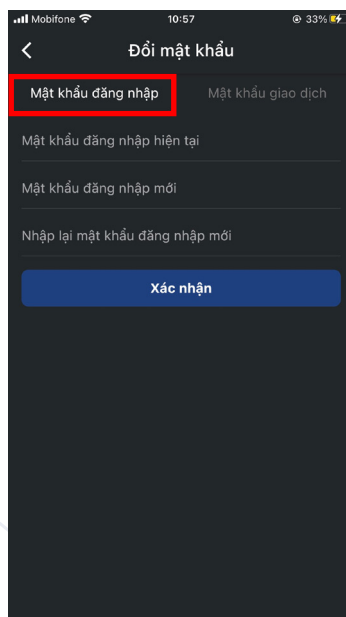 Mobifone 10:57 33%
Đổi mật khẩu
Mật khẩu đăng nhập Mật khẩu giao dịch
Mật khẩu đăng nhập hiện tại
Mật khẩu đăng nhập mới
Nhập lại mật khẩu đăng nhập mới
Xác nhận